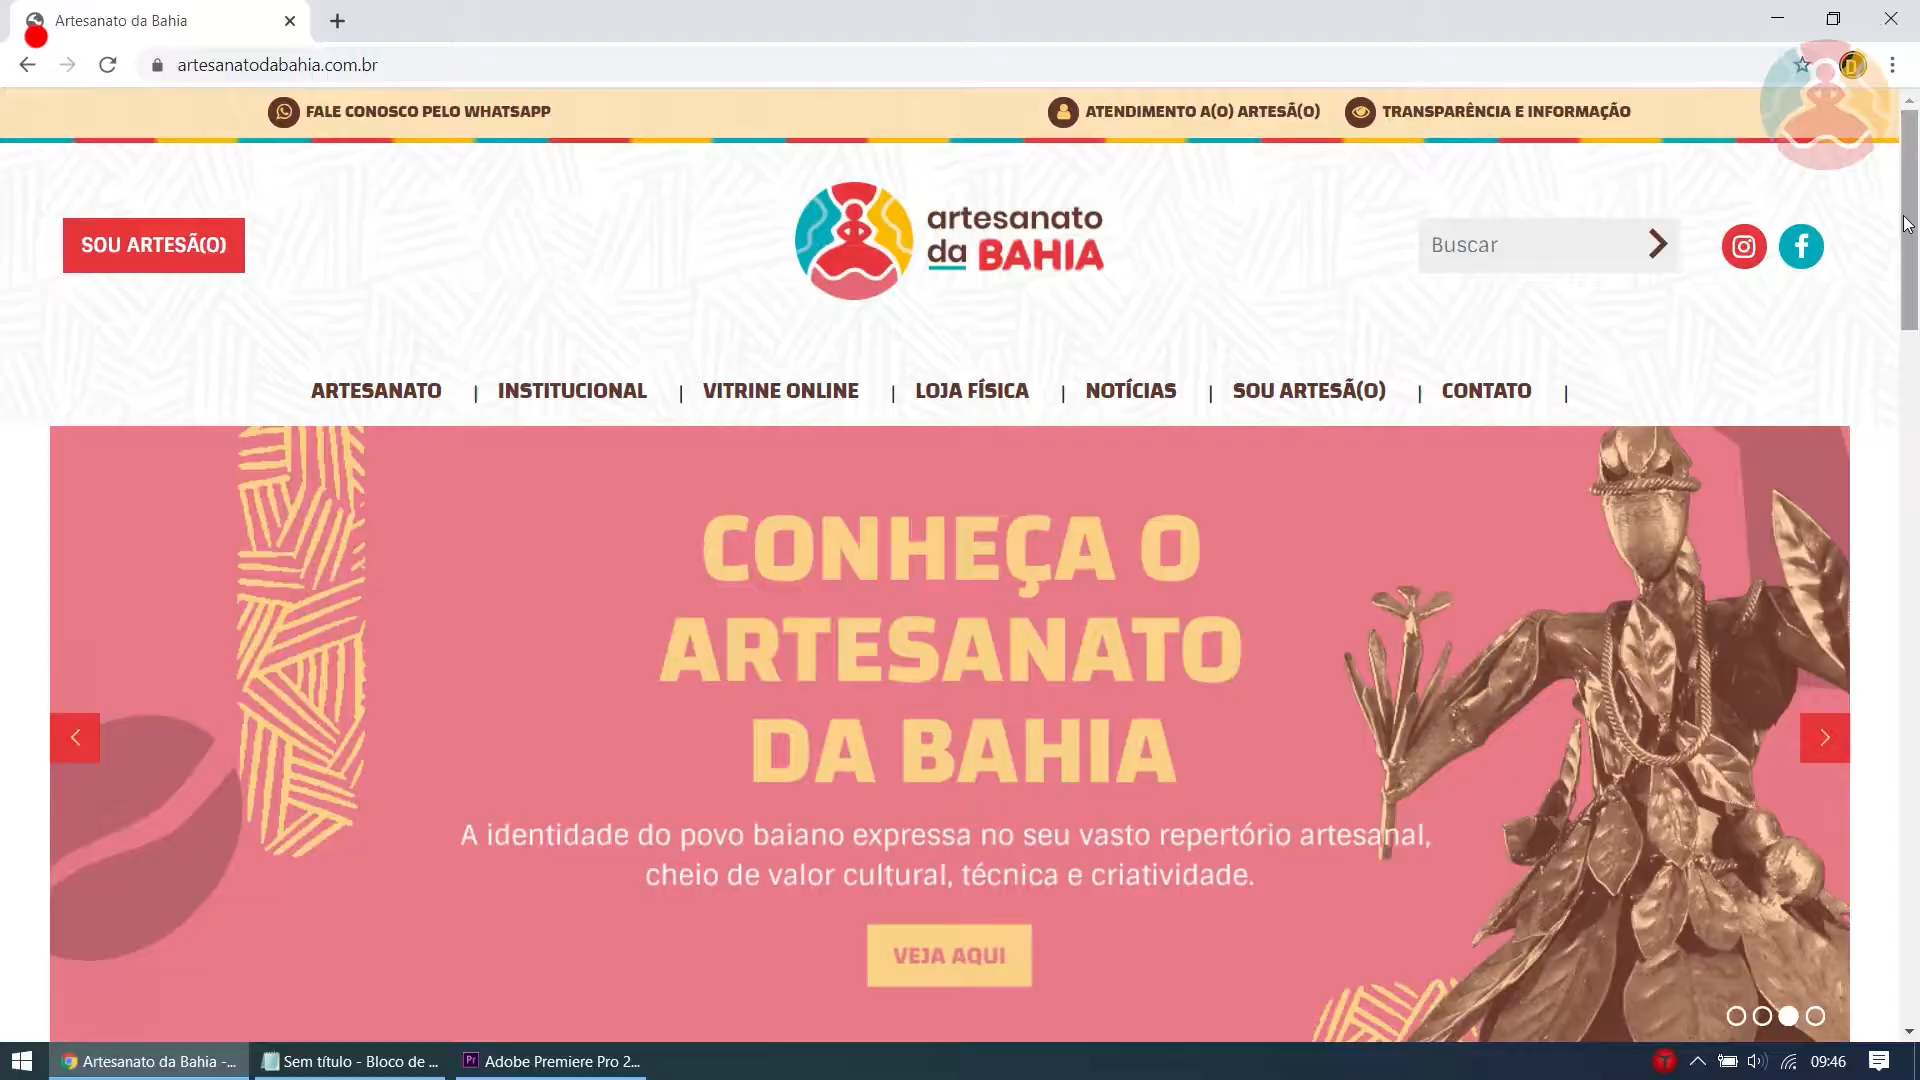 Artesanato da Bahia
artesanatodabahia.com.br
FALE CONOSCO PELO WHATSAPP
ATENDIMENTO A(O) ARTESÃ(O)
TRANSPARÊNCIA E INFORMAÇÃO
SOU ARTESÃ(O)
artesanato
da BAHIA
Buscar
ARTESANATO | INSTITUCIONAL | VITRINE ONLINE | LOJA FÍSICA | NOTÍCIAS | SOU ARTESÃ(O) | CONTATO |
CONHEÇA O
ARTESANATO
DA BAHIA
A identidade do povo baiano expressa no seu vasto repertório artesanal,
cheio de valor cultural, técnica e criatividade.
VEJA AQUI
Artesanato da Bahia -...
Sem título - Bloco de ...
Pr Adobe Premiere Pro 2...
09:46